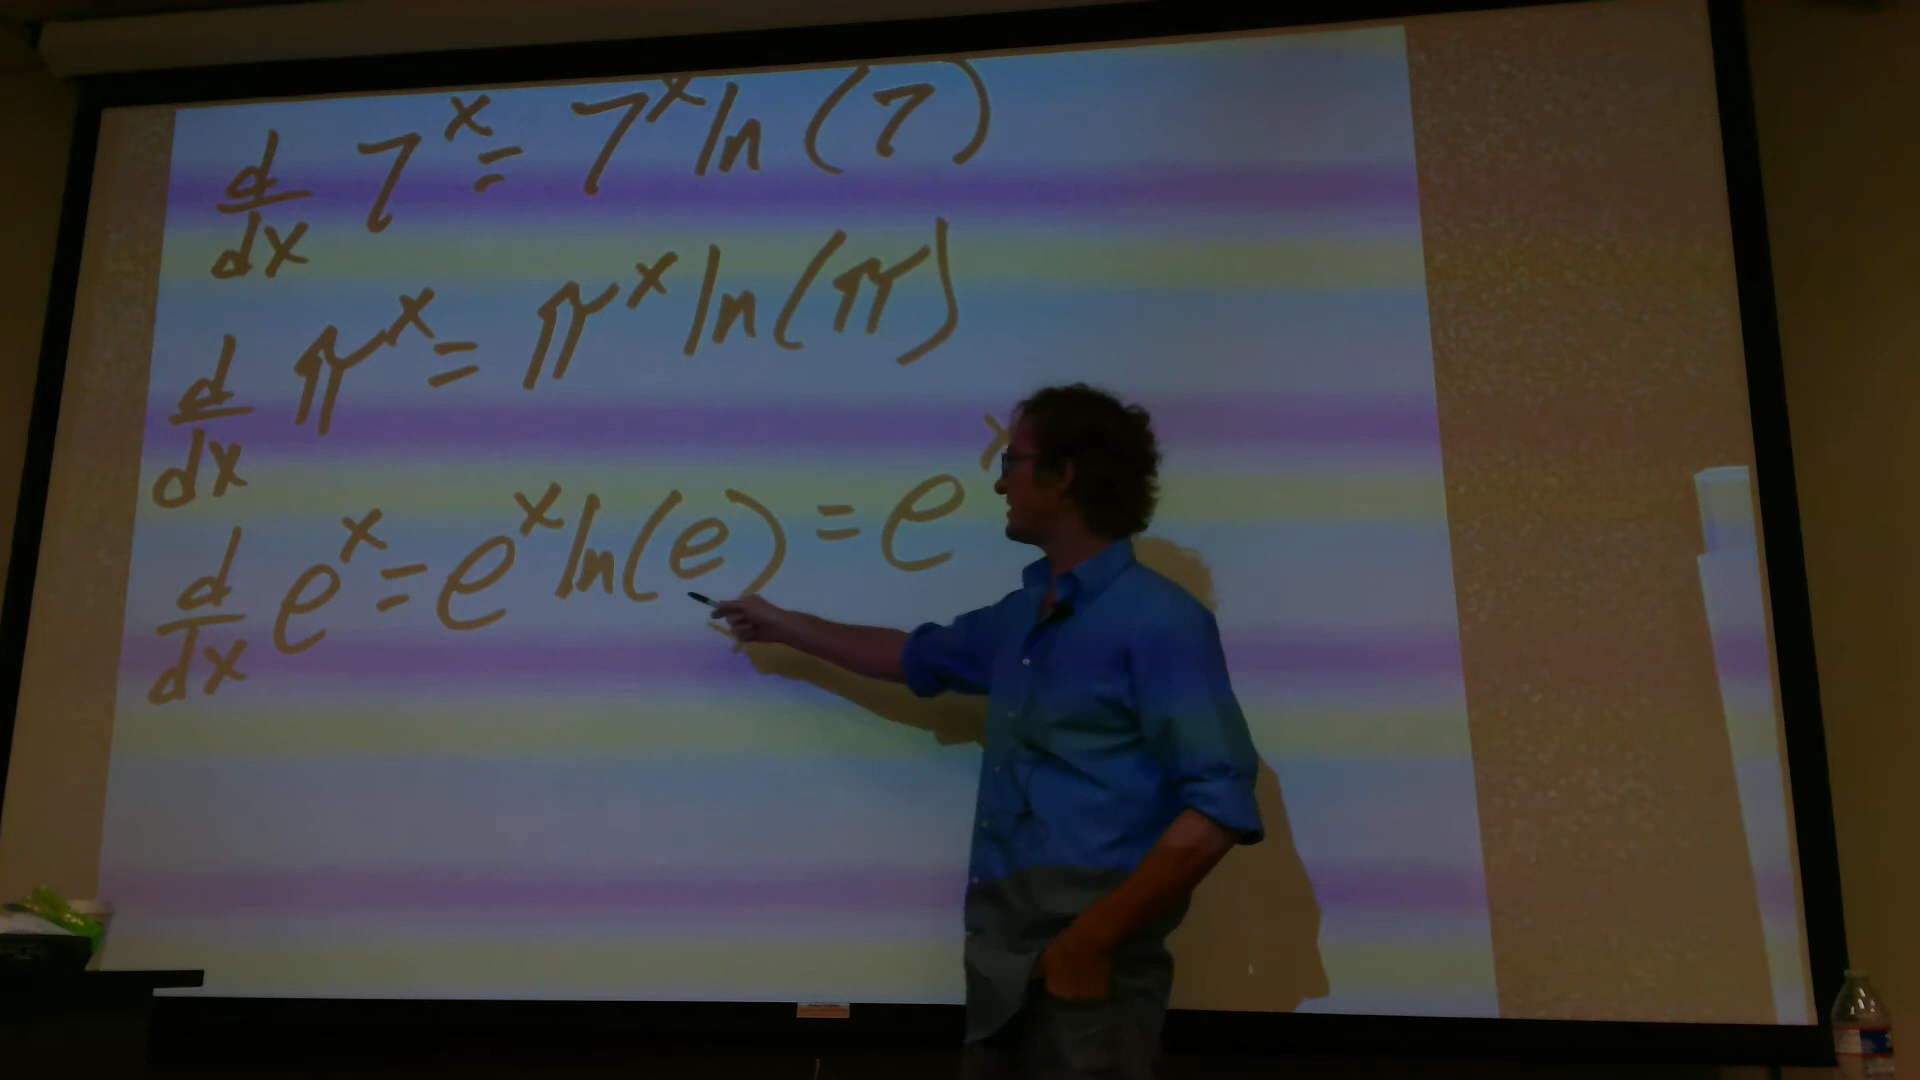 d/dx 7^x = 7^x ln(7)
d/dx π^x = π^x ln(π)
d/dx e^x = e^x ln(e) = e^x